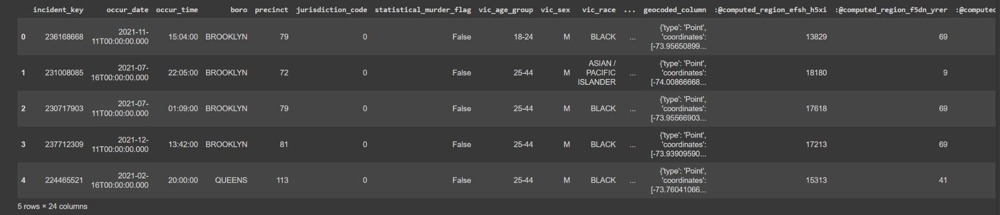 incident_key occur_date occur_time boro precinct jurisdiction_code statistical_murder_flag vic_age_group vic_sex vic_race ... geocoded_column :@computed_region_efsh_h5xi :@computed_region_f5dn_yrer :@computed
0 236168668 2021-11-11T00:00:00.000 15:04:00 BROOKLYN 79 0 False 18-24 M BLACK ... {'type': 'Point', 'coordinates': [-73.95650899... 13829 69
1 231008085 2021-07-16T00:00:00.000 22:05:00 BROOKLYN 72 0 False 25-44 M ASIAN / PACIFIC ISLANDER ... {'type': 'Point', 'coordinates': [-74.00866668... 18180 9
2 230717903 2021-07-11T00:00:00.000 01:09:00 BROOKLYN 79 0 False 25-44 M BLACK ... {'type': 'Point', 'coordinates': [-73.95566903... 17618 69
3 237712309 2021-12-11T00:00:00.000 13:42:00 BROOKLYN 81 0 False 25-44 M BLACK ... {'type': 'Point', 'coordinates': [-73.93909590... 17213 69
4 224465521 2021-02-16T00:00:00.000 20:00:00 QUEENS 113 0 False 25-44 M BLACK ... {'type': 'Point', 'coordinates': [-73.76041066... 15313 41
5 rows × 24 columns